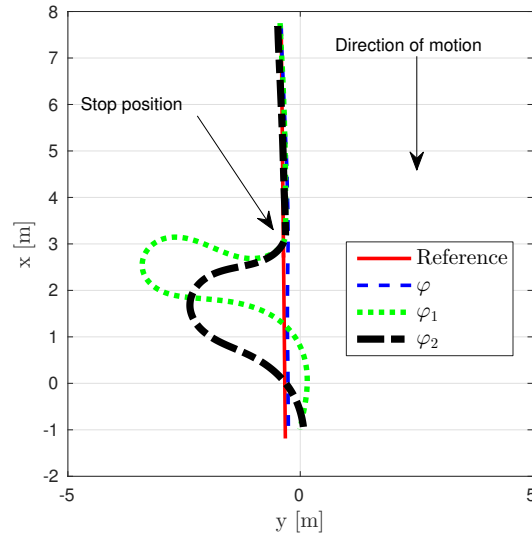 8
7
6
5
4
3
2
1
0
-1
-2
-5
0
5
x [m]
y [m]
Direction of motion
Stop position
Reference
φ
φ₁
φ₂